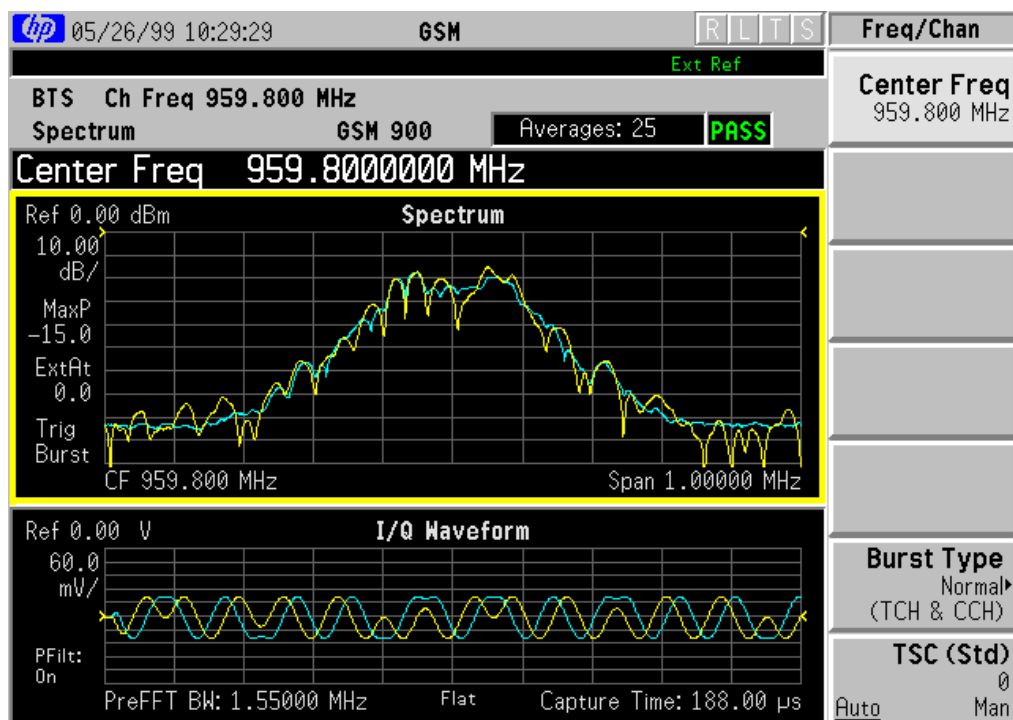 hp 05/26/99 10:29:29 GSM R L T S
Ext Ref
BTS Ch Freq 959.800 MHz
Spectrum GSM 900 Averages: 25 PASS
Center Freq 959.8000000 MHz
Ref 0.00 dBm Spectrum
10.00
dB/
MaxP
-15.0
ExtAt
0.0
Trig
Burst
CF 959.800 MHz Span 1.00000 MHz
Ref 0.00 V I/Q Waveform
60.0
mV/
PFilt:
On
PreFFT BW: 1.55000 MHz Flat Capture Time: 188.00 µs
Freq/Chan
Center Freq
959.800 MHz
Burst Type
Normal
(TCH & CCH)
TSC (Std)
0
Auto Man